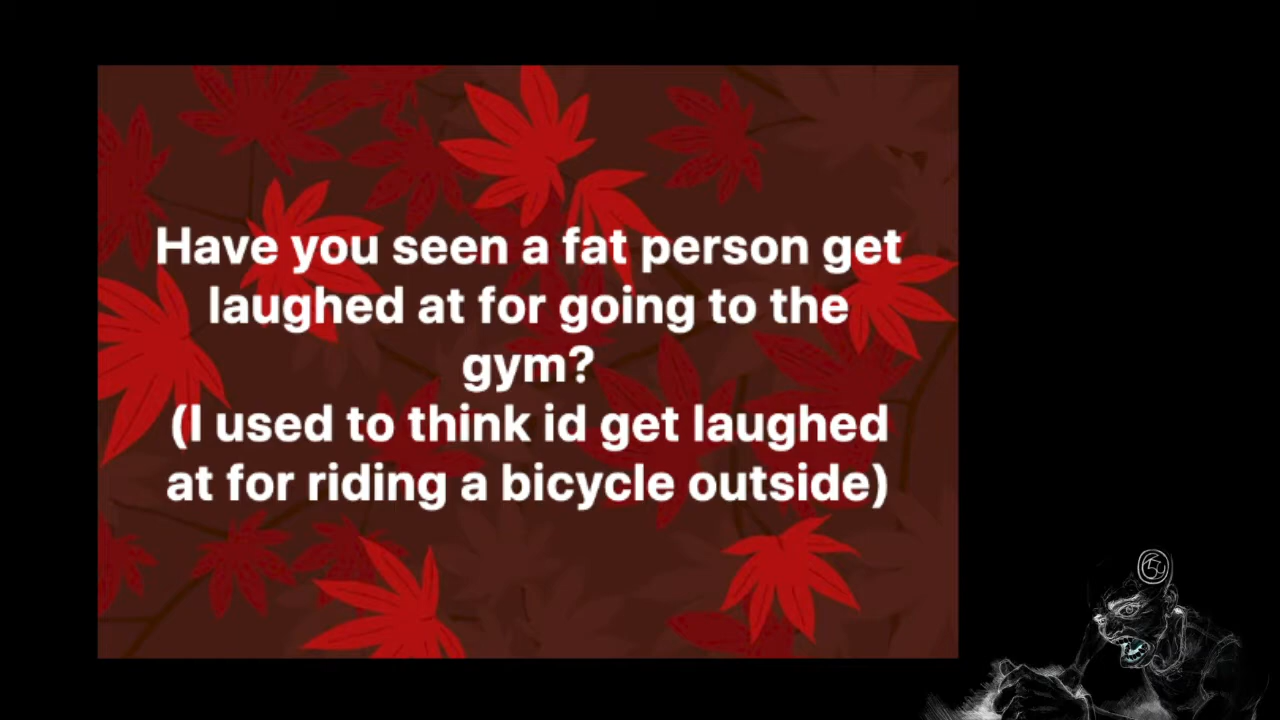 Have you seen a fat person get
laughed at for going to the
gym?
(I used to think id get laughed
at for riding a bicycle outside)